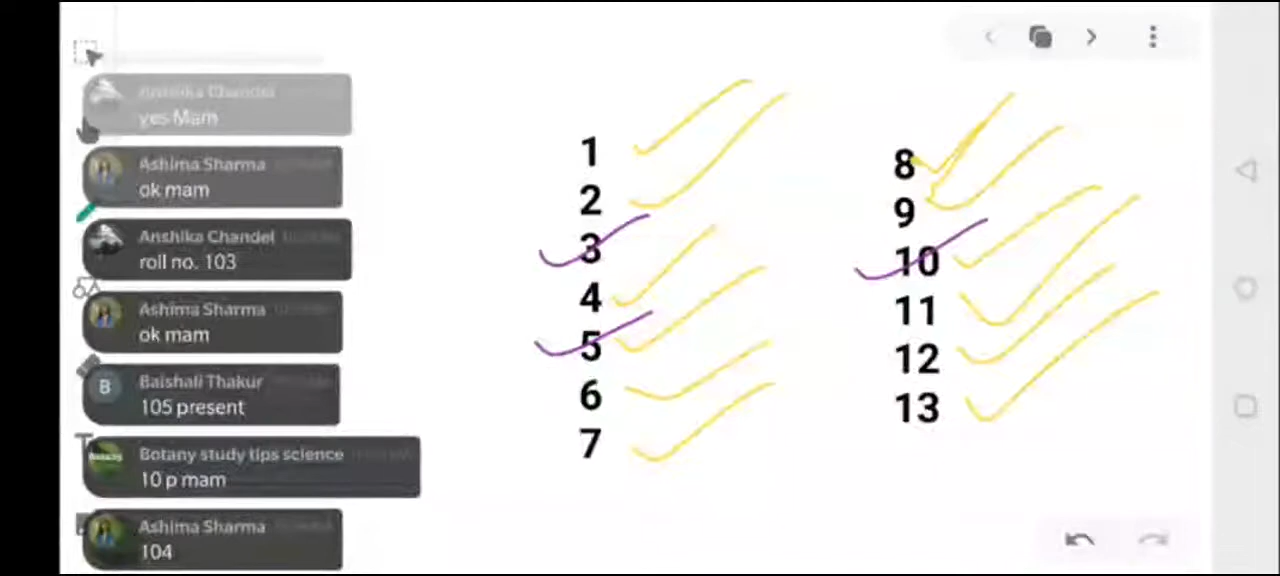 Anshika Chandel
yes Mam
Ashima Sharma
ok mam
Anshika Chandel
roll no. 103
Ashima Sharma
ok mam
B
Baishali Thakur
105 present
Botany study tips science
10 p mam
Ashima Sharma
104
1
2
3
4
5
6
7
8
9
10
11
12
13